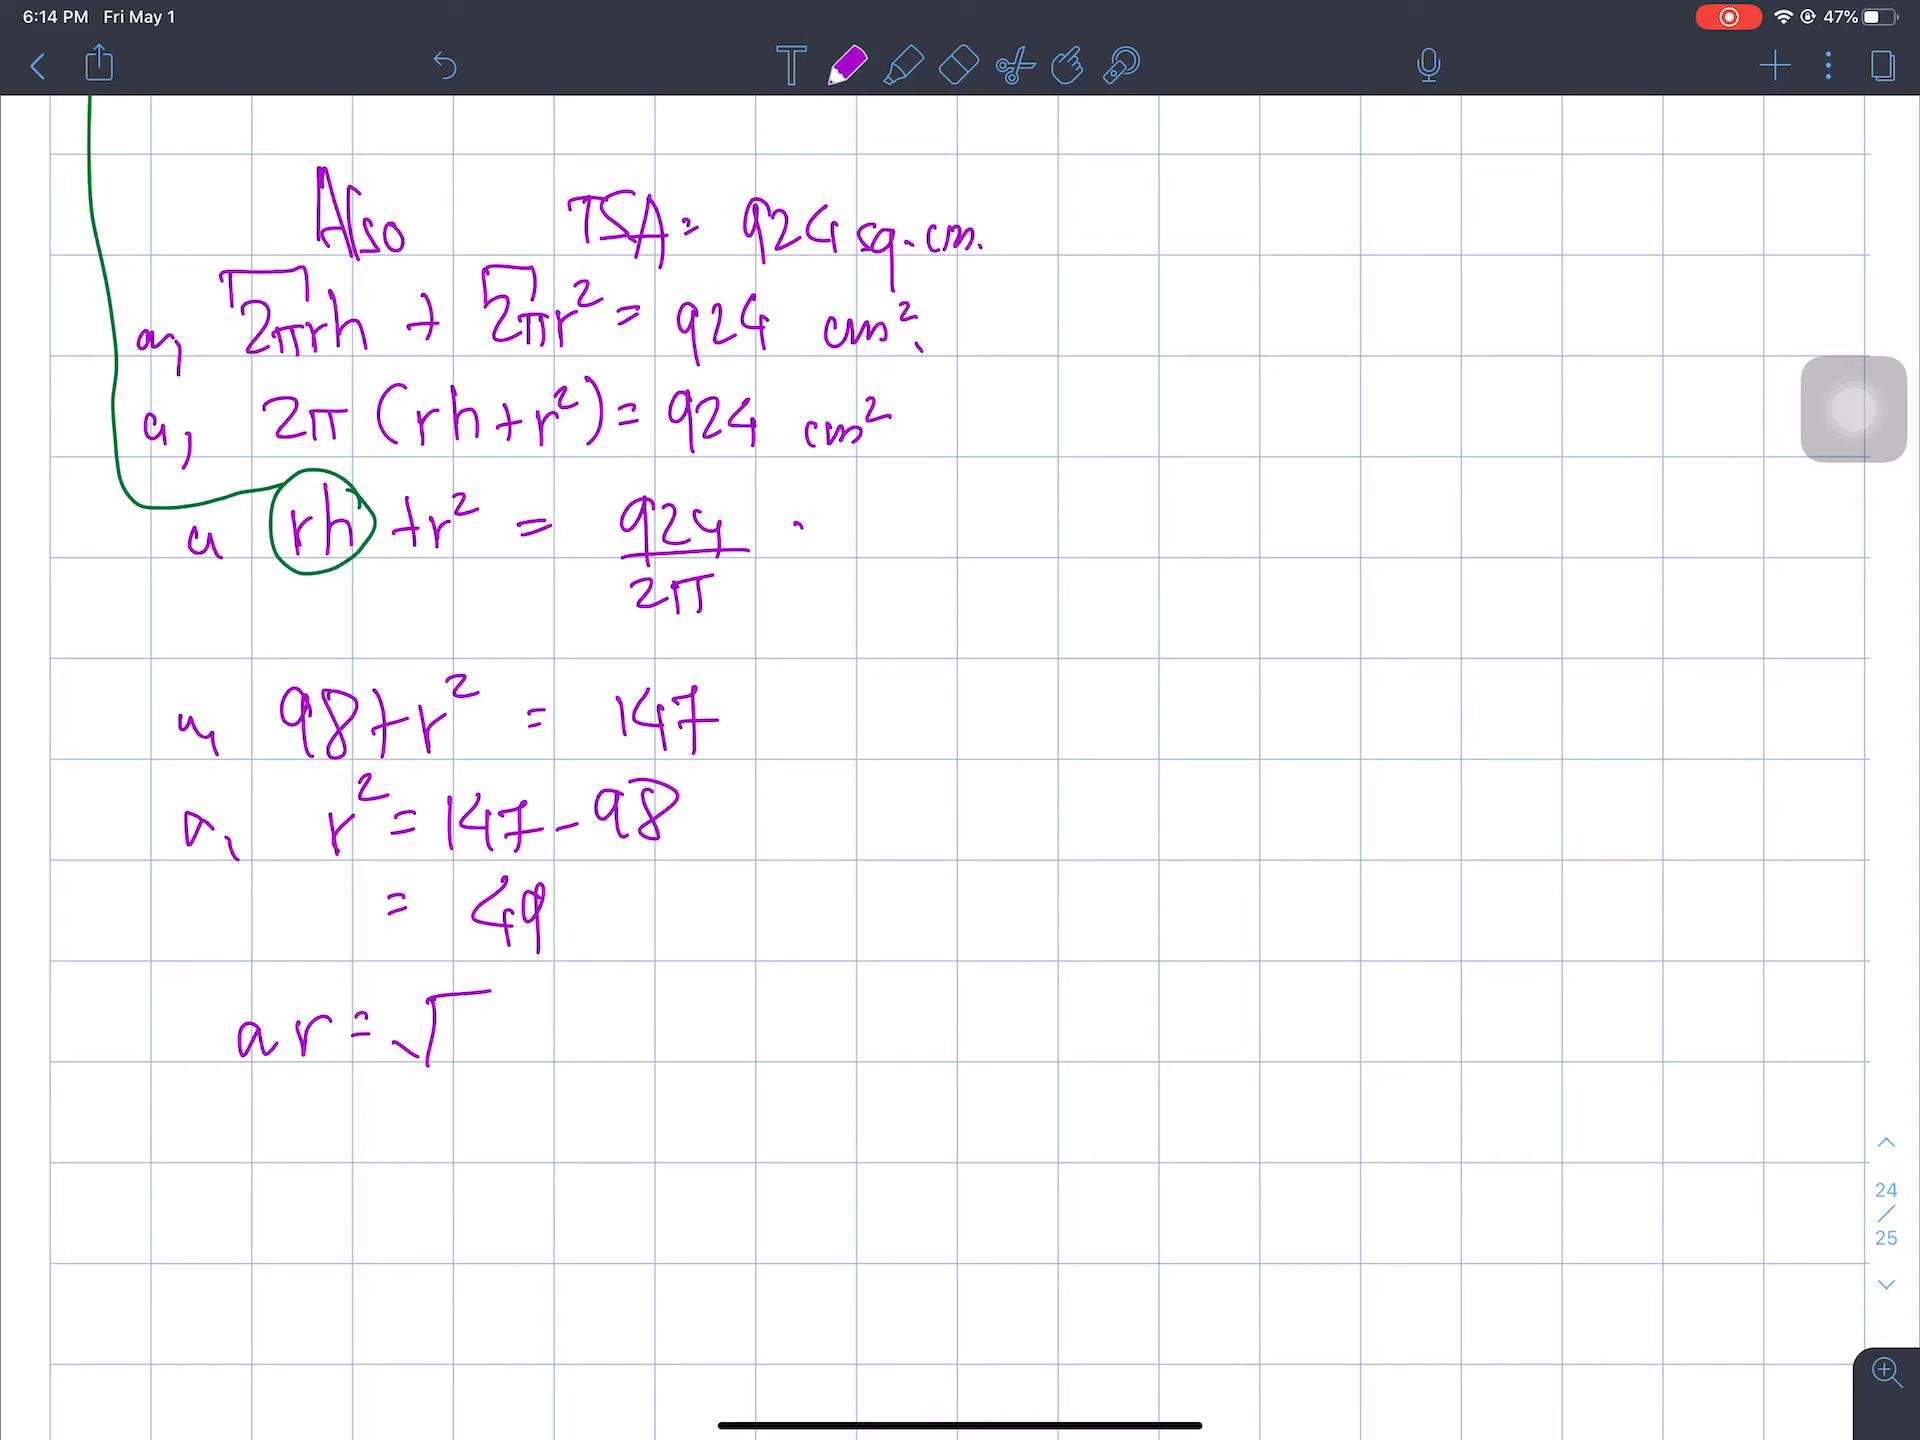 6:14 PM Fri May 1 47%
Also TSA = 924 sq. cm.
or, 2πrh + 2πr² = 924 cm².
or, 2π (rh + r²) = 924 cm²
or rh + r² = 924/2π
or, 98 + r² = 147
or, r² = 147 - 98
= 49
or r = √
24
/
25